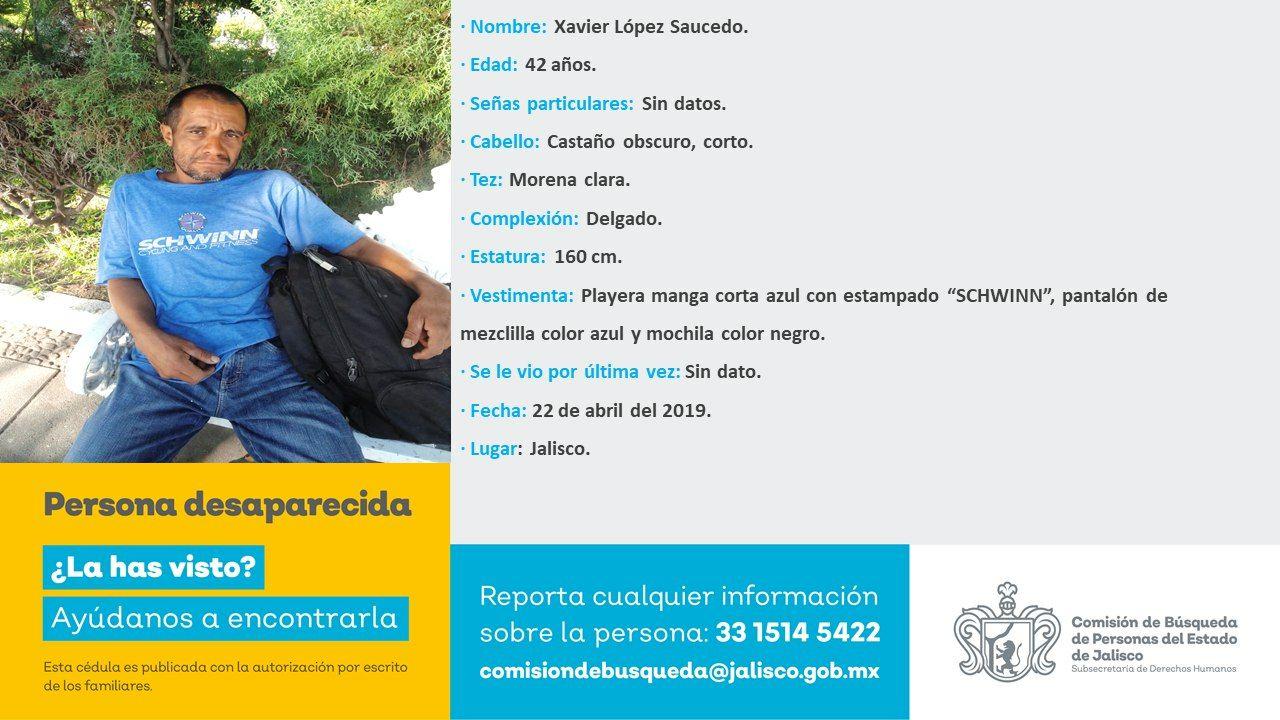 · Nombre: Xavier López Saucedo.
· Edad: 42 años.
· Señas particulares: Sin datos.
· Cabello: Castaño obscuro, corto.
· Tez: Morena clara.
· Complexión: Delgado.
· Estatura: 160 cm.
· Vestimenta: Playera manga corta azul con estampado “SCHWINN”, pantalón de
mezclilla color azul y mochila color negro.
· Se le vio por última vez: Sin dato.
· Fecha: 22 de abril del 2019.
· Lugar: Jalisco.
SCHWINN
CYCLING AND FITNESS
Persona desaparecida
¿La has visto?
Ayúdanos a encontrarla
Esta cédula es publicada con la autorización por escrito
de los familiares.
Reporta cualquier información
sobre la persona: 33 1514 5422
comisiondebusqueda@jalisco.gob.mx
Comisión de Búsqueda
de Personas del Estado
de Jalisco
Subsecretaría de Derechos Humanos